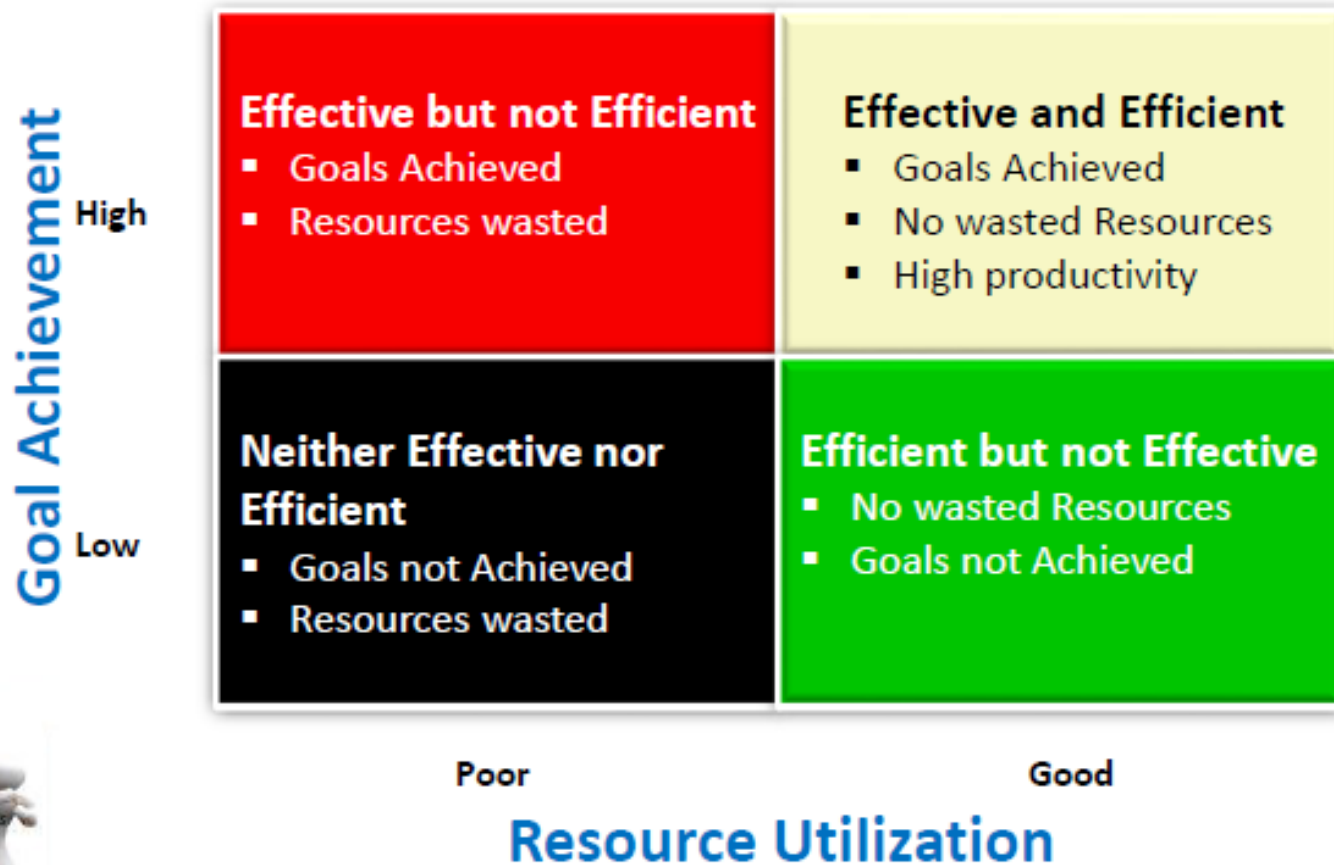 Goal Achievement
High
Effective but not Efficient
▪ Goals Achieved
▪ Resources wasted
Effective and Efficient
▪ Goals Achieved
▪ No wasted Resources
▪ High productivity
Low
Neither Effective nor
Efficient
▪ Goals not Achieved
▪ Resources wasted
Efficient but not Effective
▪ No wasted Resources
▪ Goals not Achieved
Poor
Good
Resource Utilization